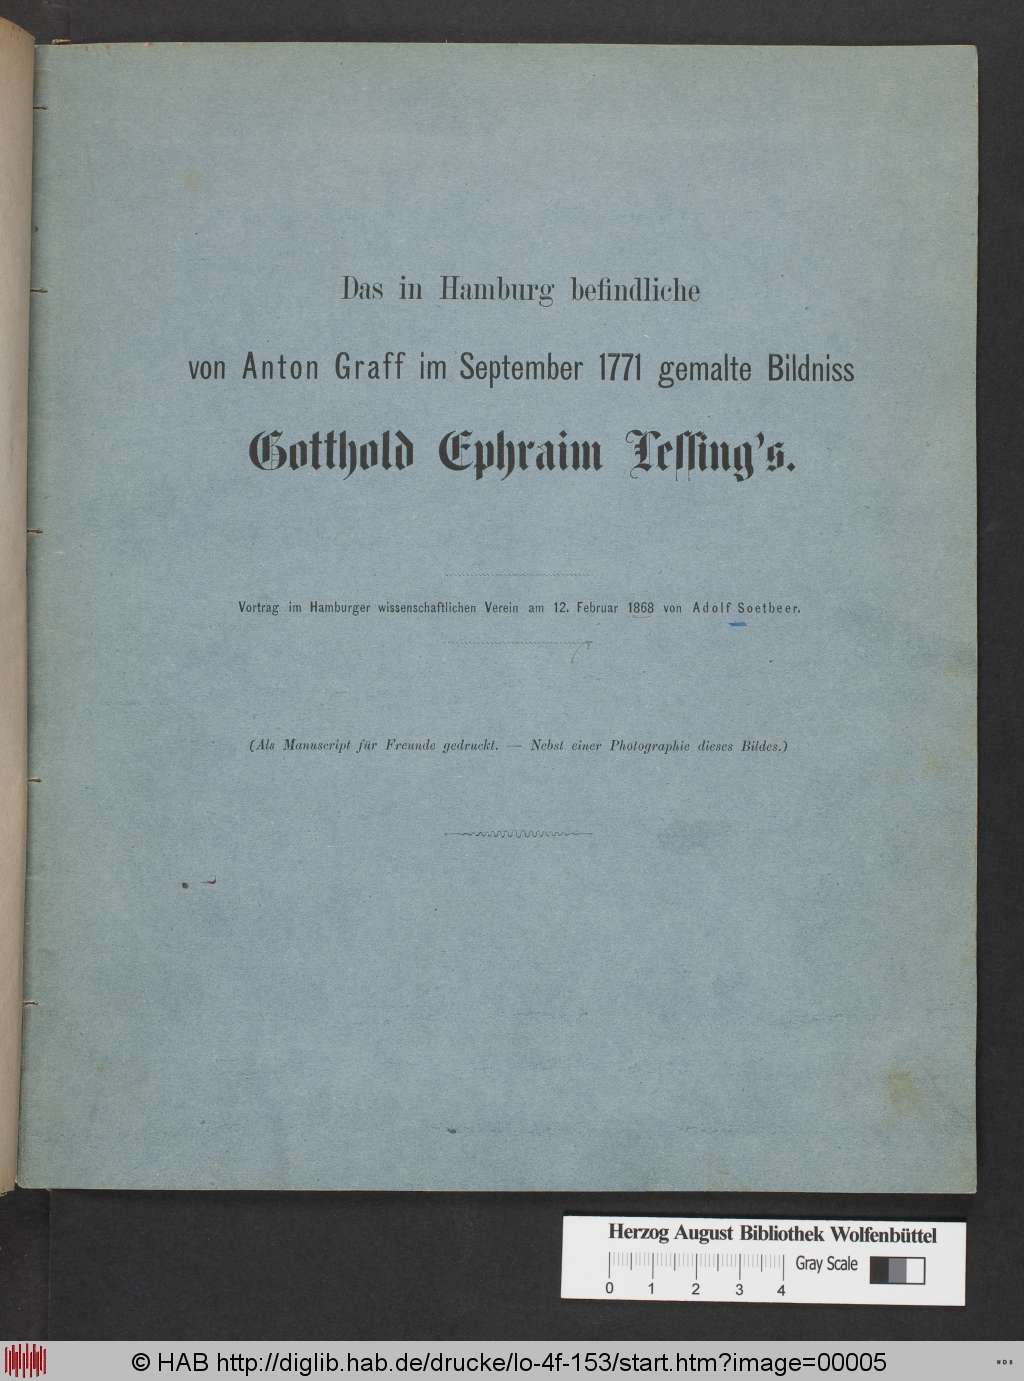 Das in Hamburg befindliche
von Anton Graff im September 1771 gemalte Bildniss
Gotthold Ephraim Lessing's.
Vortrag im Hamburger wissenschaftlichen Verein am 12. Februar 1868 von Adolf Soetbeer.
(Als Manuscript für Freunde gedruckt. — Nebst einer Photographie dieses Bildes.)
Herzog August Bibliothek Wolfenbüttel
Gray Scale
0 1 2 3 4
© HAB http://diglib.hab.de/drucke/lo-4f-153/start.htm?image=00005